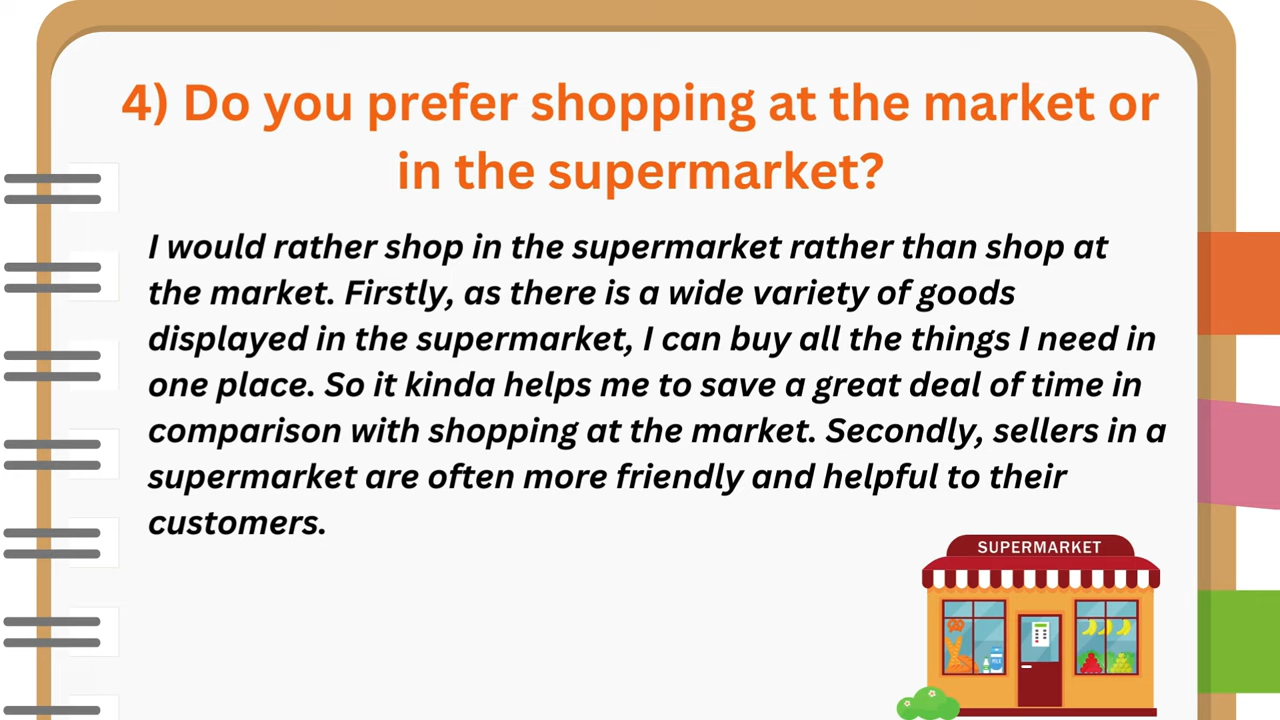 4) Do you prefer shopping at the market or
in the supermarket?
I would rather shop in the supermarket rather than shop at
the market. Firstly, as there is a wide variety of goods
displayed in the supermarket, I can buy all the things I need in
one place. So it kinda helps me to save a great deal of time in
comparison with shopping at the market. Secondly, sellers in a
supermarket are often more friendly and helpful to their
customers.
SUPERMARKET
MILK